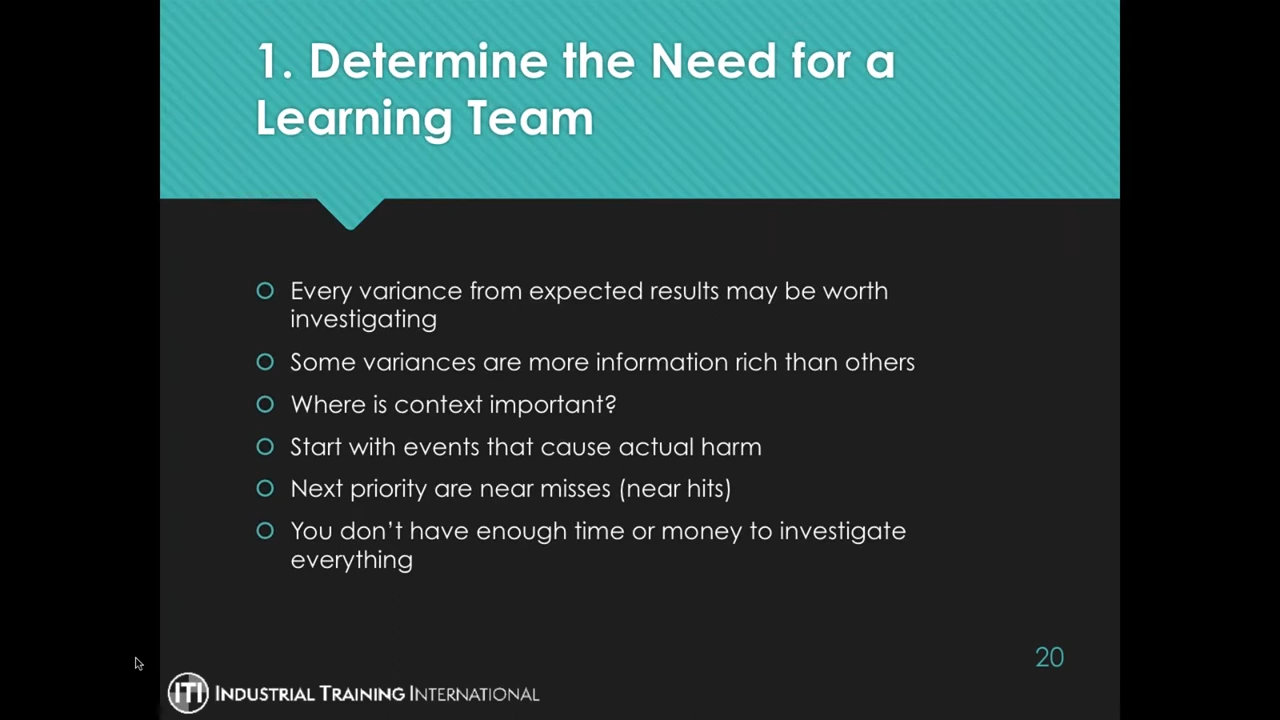 1. Determine the Need for a
Learning Team
Every variance from expected results may be worth
investigating
Some variances are more information rich than others
Where is context important?
Start with events that cause actual harm
Next priority are near misses (near hits)
You don’t have enough time or money to investigate
everything
20
ITI INDUSTRIAL TRAINING INTERNATIONAL